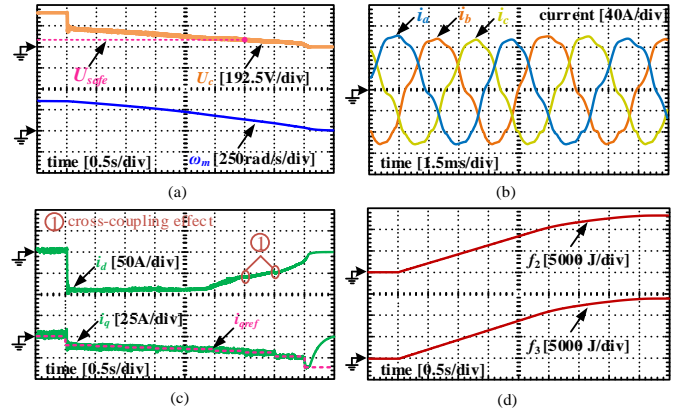 U_safe
U_c [192.5V/div]
ω_m [250rad/s/div]
time [0.5s/div]
(a)
i_a i_b i_c current [40A/div]
time [1.5ms/div]
(b)
① cross-coupling effect
①
i_d [50A/div]
i_q [25A/div] i_qref
time [0.5s/div]
(c)
f_2 [5000 J/div]
f_3 [5000 J/div]
time [0.5s/div]
(d)